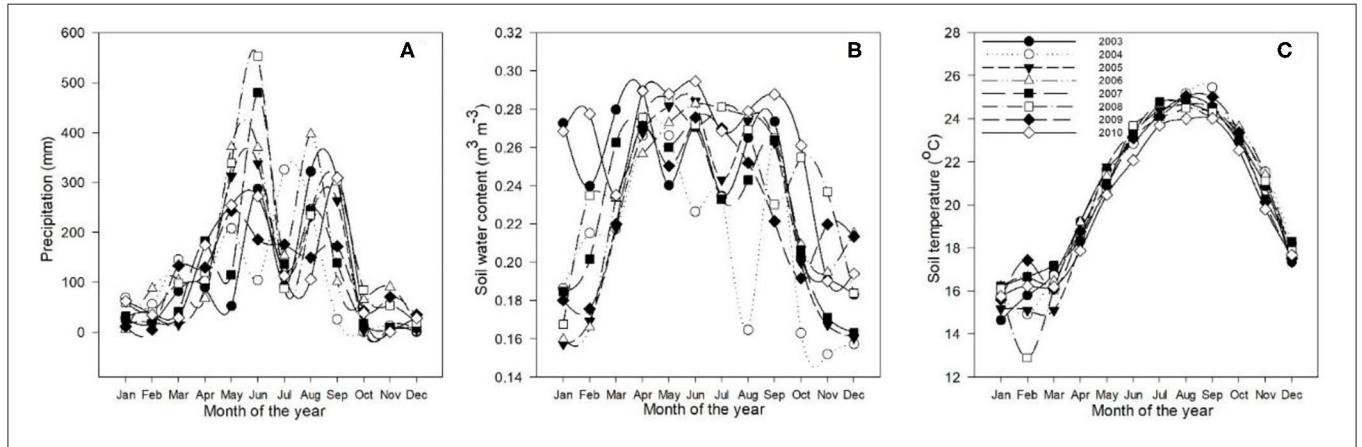 A
Precipitation (mm)
600
500
400
300
200
100
0
Jan Feb Mar Apr May Jun Jul Aug Sep Oct Nov Dec
Month of the year
B
Soil water content (m³ m-³)
0.32
0.30
0.28
0.26
0.24
0.22
0.20
0.18
0.16
0.14
Jan Feb Mar Apr May Jun Jul Aug Sep Oct Nov Dec
Month of the year
C
Soil temperature (°C)
28
26
24
22
20
18
16
14
12
2003
2004
2005
2006
2007
2008
2009
2010
Jan Feb Mar Apr May Jun Jul Aug Sep Oct Nov Dec
Month of the year